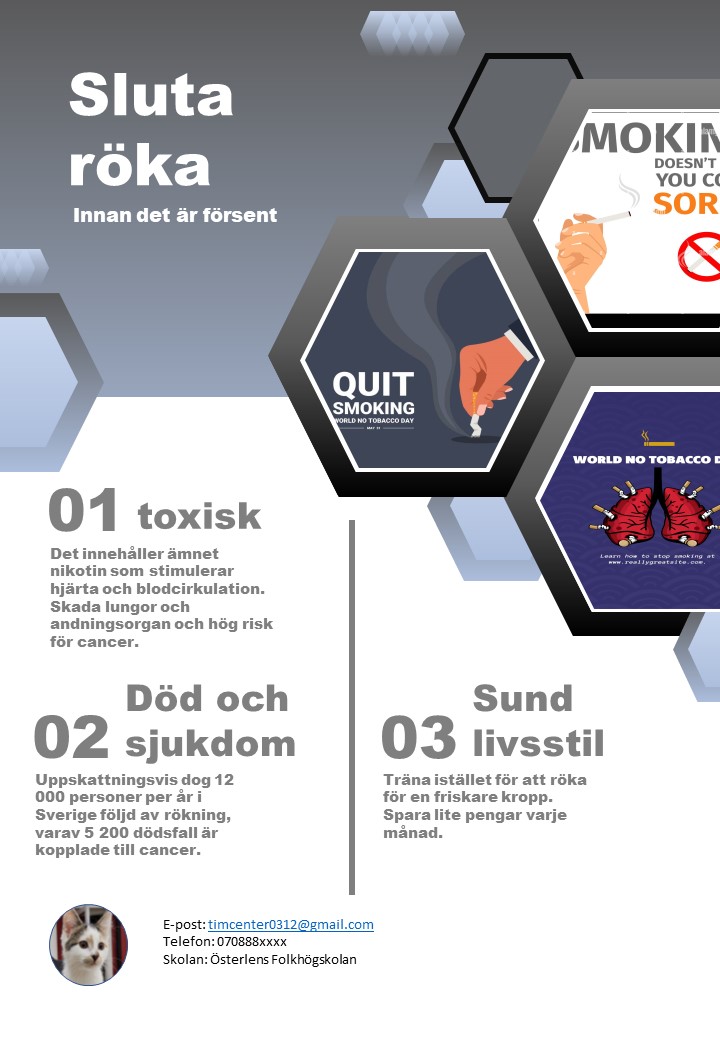 Sluta
röka
Innan det är försent
SMOKIN
DOESN'T
YOU CO
SOR
QUIT
SMOKING
WORLD NO TOBACCO DAY
MAY 31
WORLD NO TOBACCO D
Learn how to stop smoking at
www.reallygreatsite.com.
01 toxisk
Det innehåller ämnet
nikotin som stimulerar
hjärta och blodcirkulation.
Skada lungor och
andningsorgan och hög risk
för cancer.
02 Död och
sjukdom
Uppskattningsvis dog 12
000 personer per år i
Sverige följd av rökning,
varav 5 200 dödsfall är
kopplade till cancer.
03 Sund
livsstil
Träna istället för att röka
för en friskare kropp.
Spara lite pengar varje
månad.
E-post: timcenter0312@gmail.com
Telefon: 070888xxxx
Skolan: Österlens Folkhögskolan